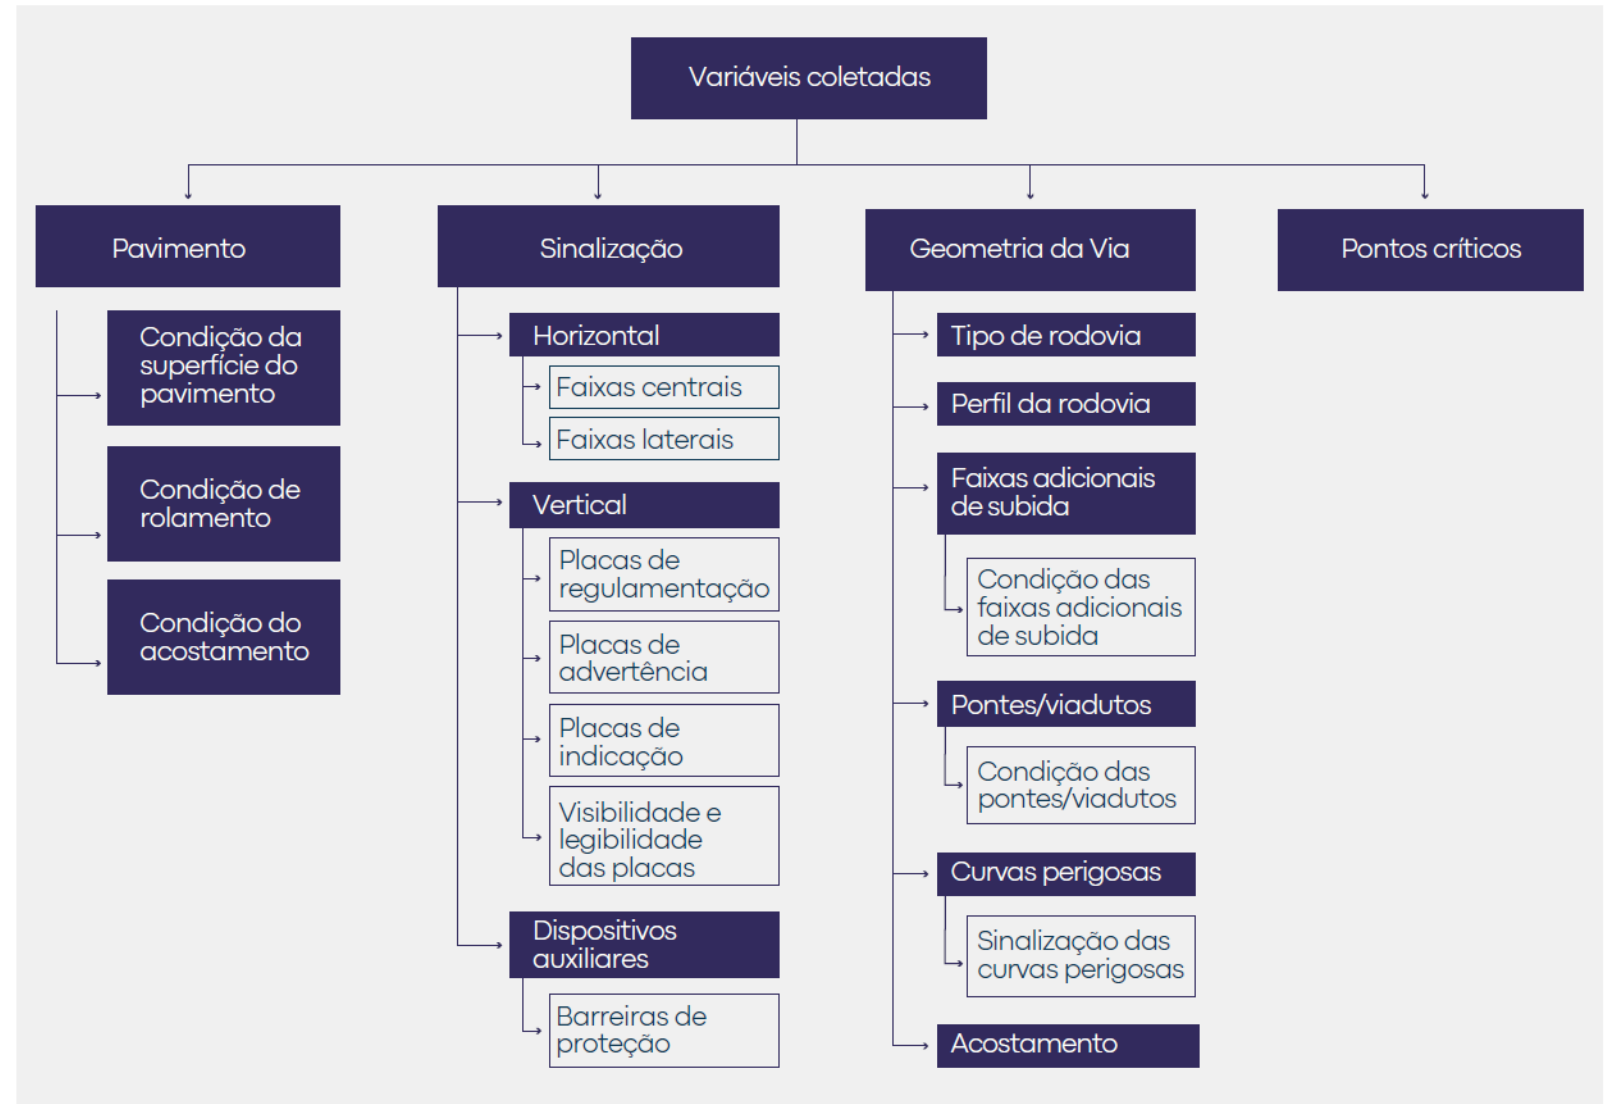 Variáveis coletadas
Pavimento
Condição da
superfície do
pavimento
Condição de
rolamento
Condição do
acostamento
Sinalização
Horizontal
Faixas centrais
Faixas laterais
Vertical
Placas de
regulamentação
Placas de
advertência
Placas de
indicação
Visibilidade e
legibilidade
das placas
Dispositivos
auxiliares
Barreiras de
proteção
Geometria da Via
Tipo de rodovia
Perfil da rodovia
Faixas adicionais
de subida
Condição das
faixas adicionais
de subida
Pontes/viadutos
Condição das
pontes/viadutos
Curvas perigosas
Sinalização das
curvas perigosas
Acostamento
Pontos críticos